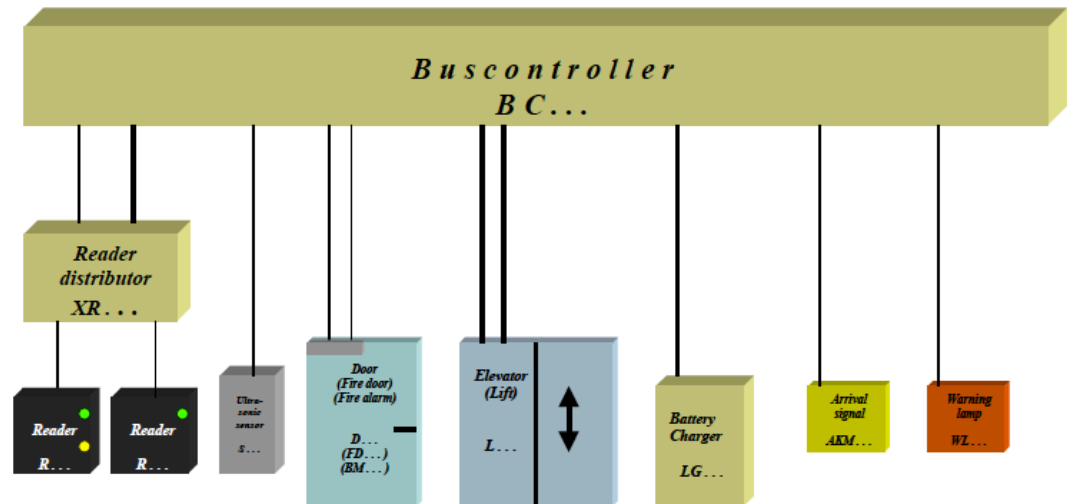 Buscontroller
BC...
Reader
distributor
XR...
Reader
R...
Reader
R...
Ultra-
sonic
sensor
S...
Door
(Fire door)
(Fire alarm)
D...
(FD...)
(BM...)
Elevator
(Lift)
L...
Battery
Charger
LG...
Arrival
signal
AKM...
Warning
lamp
WL...